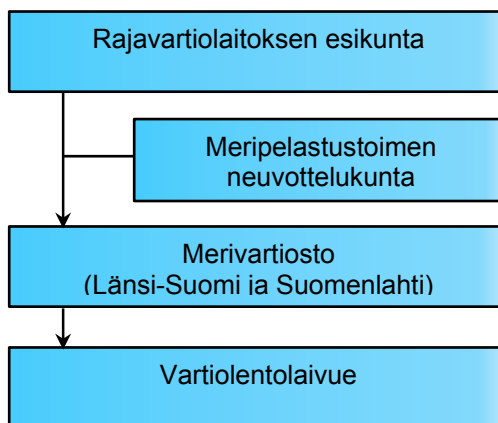 Rajavartiolaitoksen esikunta
Meripelastustoimen
neuvottelukunta
Merivartiosto
(Länsi-Suomi ja Suomenlahti)
Vartiolentolaivue